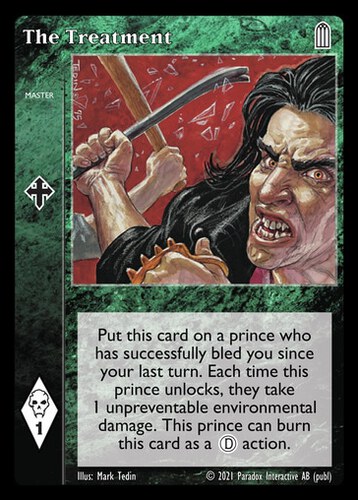 The Treatment
MASTER
TEDIN 95
Put this card on a prince who
has successfully bled you since
your last turn. Each time this
prince unlocks, they take
1 unpreventable environmental
damage. This prince can burn
this card as a Ⓓ action.
1
Illus: Mark Tedin © 2021 Paradox Interactive AB (publ)